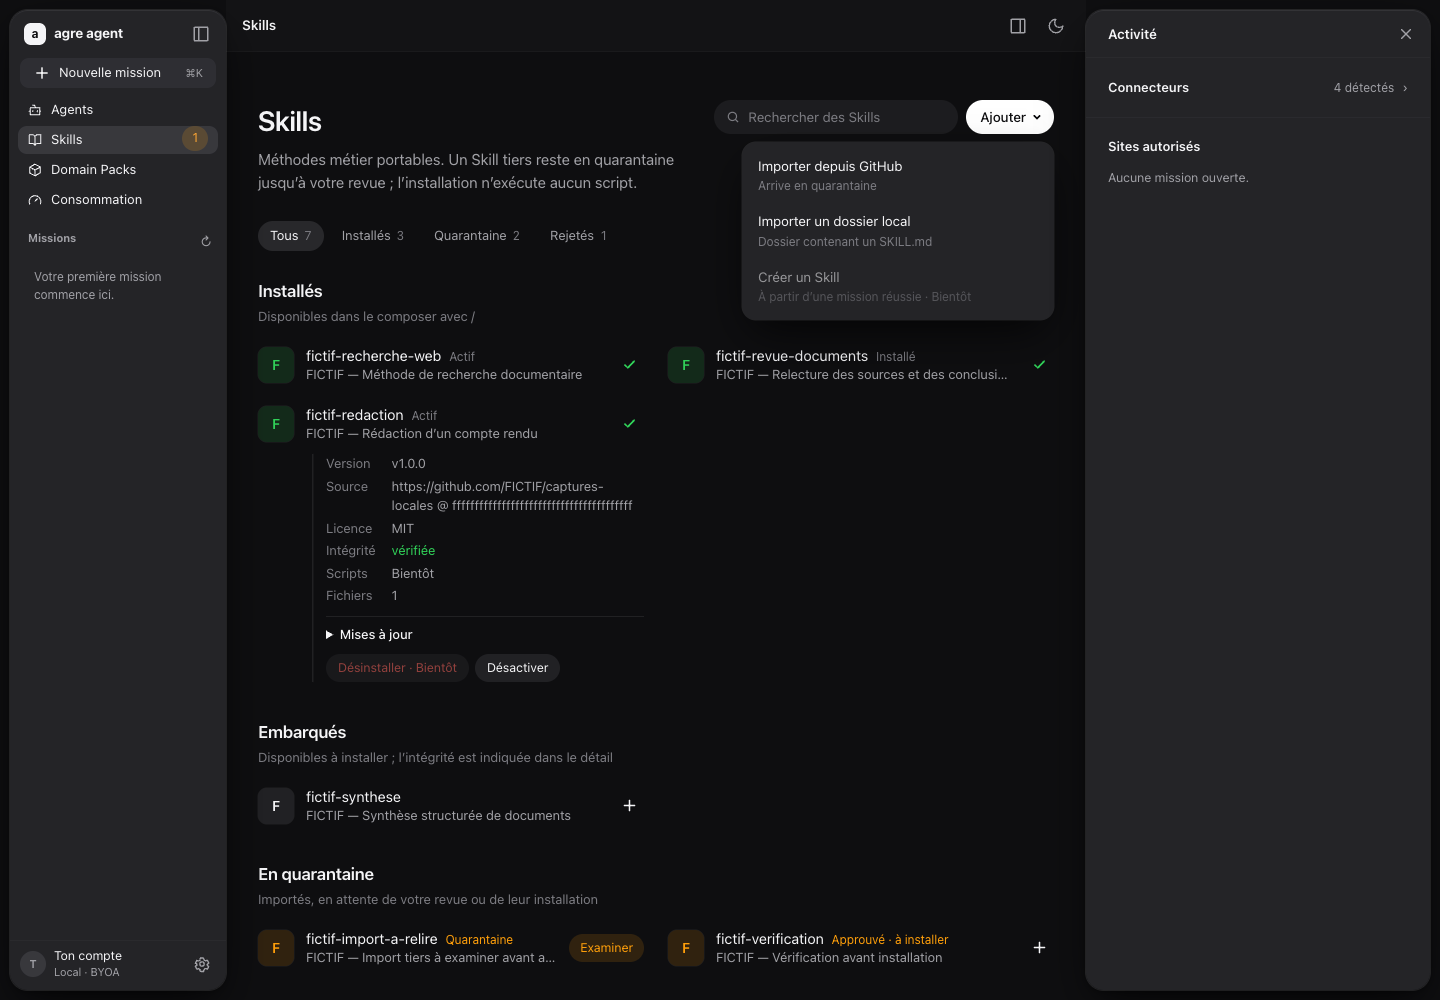 a agre agent
Nouvelle mission ⌘K
Agents
Skills 1
Domain Packs
Consommation
Missions
Votre première mission
commence ici.
T
Ton compte
Local · BYOA
Skills
Skills
Rechercher des Skills
Ajouter
Méthodes métier portables. Un Skill tiers reste en quarantaine
jusqu'à votre revue ; l'installation n'exécute aucun script.
Importer depuis GitHub
Arrive en quarantaine
Importer un dossier local
Dossier contenant un SKILL.md
Créer un Skill
À partir d'une mission réussie · Bientôt
Tous 7 Installés 3 Quarantaine 2 Rejetés 1
Installés
Disponibles dans le composer avec /
F
fictif-recherche-web Actif
FICTIF — Méthode de recherche documentaire
F
fictif-revue-documents Installé
FICTIF — Relecture des sources et des conclusi...
F
fictif-redaction Actif
FICTIF — Rédaction d'un compte rendu
Version v1.0.0
Source https://github.com/FICTIF/captures-
locales @ ffffffffffffffffffffffffffffffffffffffff
Licence MIT
Intégrité vérifiée
Scripts Bientôt
Fichiers 1
Mises à jour
Désinstaller · Bientôt Désactiver
Embarqués
Disponibles à installer ; l'intégrité est indiquée dans le détail
F
fictif-synthese
FICTIF — Synthèse structurée de documents
En quarantaine
Importés, en attente de votre revue ou de leur installation
F
fictif-import-a-relire Quarantaine
FICTIF — Import tiers à examiner avant a...
Examiner
F
fictif-verification Approuvé · à installer
FICTIF — Vérification avant installation
Activité
Connecteurs 4 détectés ›
Sites autorisés
Aucune mission ouverte.